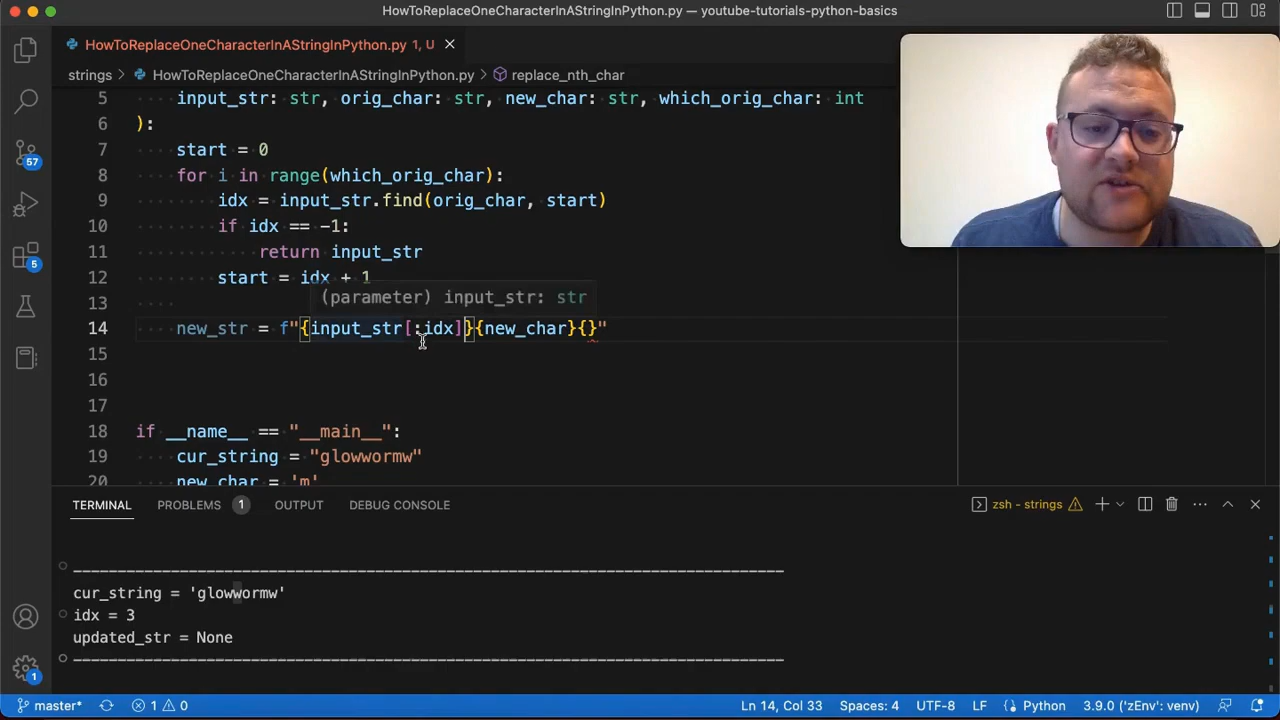 HowToReplaceOneCharacterInAStringInPython.py — youtube-tutorials-python-basics
HowToReplaceOneCharacterInAStringInPython.py 1, U
strings > HowToReplaceOneCharacterInAStringInPython.py > replace_nth_char
5 input_str: str, orig_char: str, new_char: str, which_orig_char: int
6 ):
7 start = 0
8 for i in range(which_orig_char):
9 idx = input_str.find(orig_char, start)
10 if idx == -1:
11 return input_str
12 start = idx + 1
(parameter) input_str: str
13
14 new_str = f"{input_str[:idx]}{new_char}{}"
15
16
17
18 if __name__ == "__main__":
19 cur_string = "glowwormw"
20 new_char = 'm'
57
5
1
TERMINAL PROBLEMS 1 OUTPUT DEBUG CONSOLE zsh - strings
cur_string = 'glowwormw'
idx = 3
updated_str = None
master* 1 0 Ln 14, Col 33 Spaces: 4 UTF-8 LF Python 3.9.0 ('zEnv': venv)